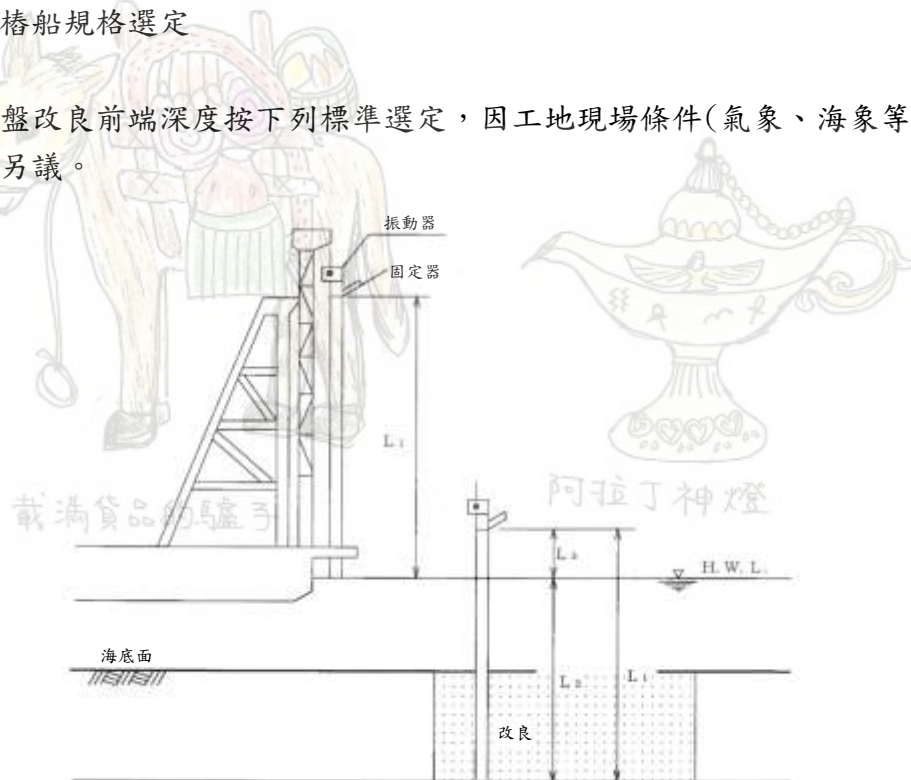 樁船規格選定
盤改良前端深度按下列標準選定，因工地現場條件(氣象、海象等
另議。
振動器
固定器
L₁
載滿貨品的驢子
阿拉丁神燈
L₃
H. W. L.
海底面
L₂
L₁
改良